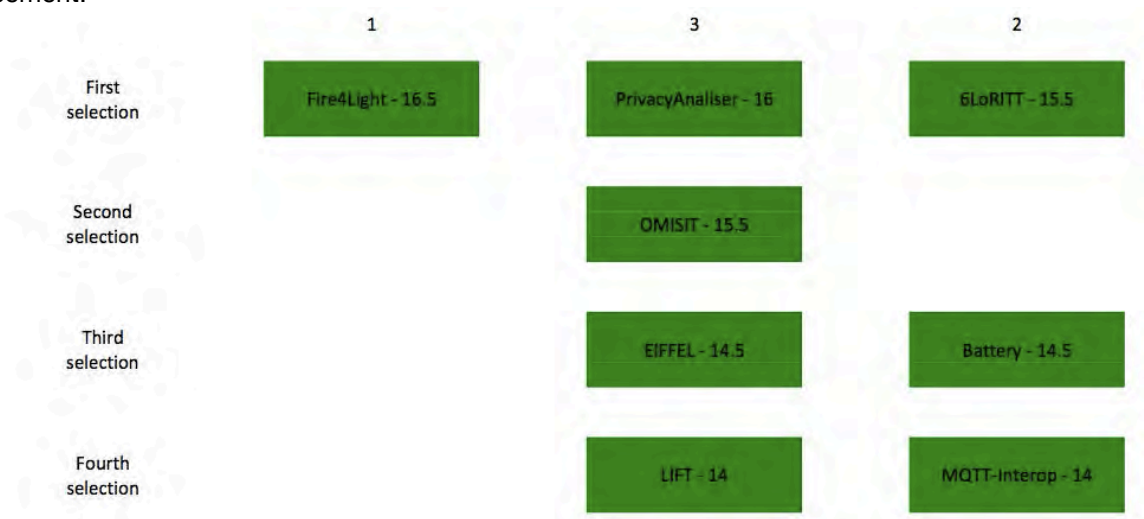 ement.
1 3 2
First
selection
Fire4Light - 16.5 PrivacyAnaliser - 16 6LoRITT - 15.5
Second
selection
OMISIT - 15.5
Third
selection
EIFFEL - 14.5 Battery - 14.5
Fourth
selection
LIFT - 14 MQTT-Interop - 14